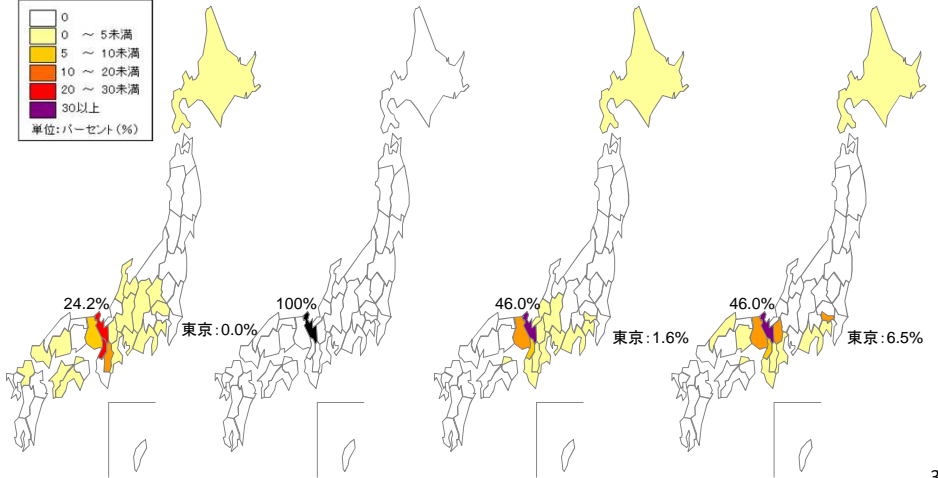 0
0 ～ 5未満
5 ～ 10未満
10 ～ 20未満
20 ～ 30未満
30以上
単位:パーセント(%)
24.2%
東京:0.0%
100%
46.0%
東京:1.6%
46.0%
東京:6.5%
3